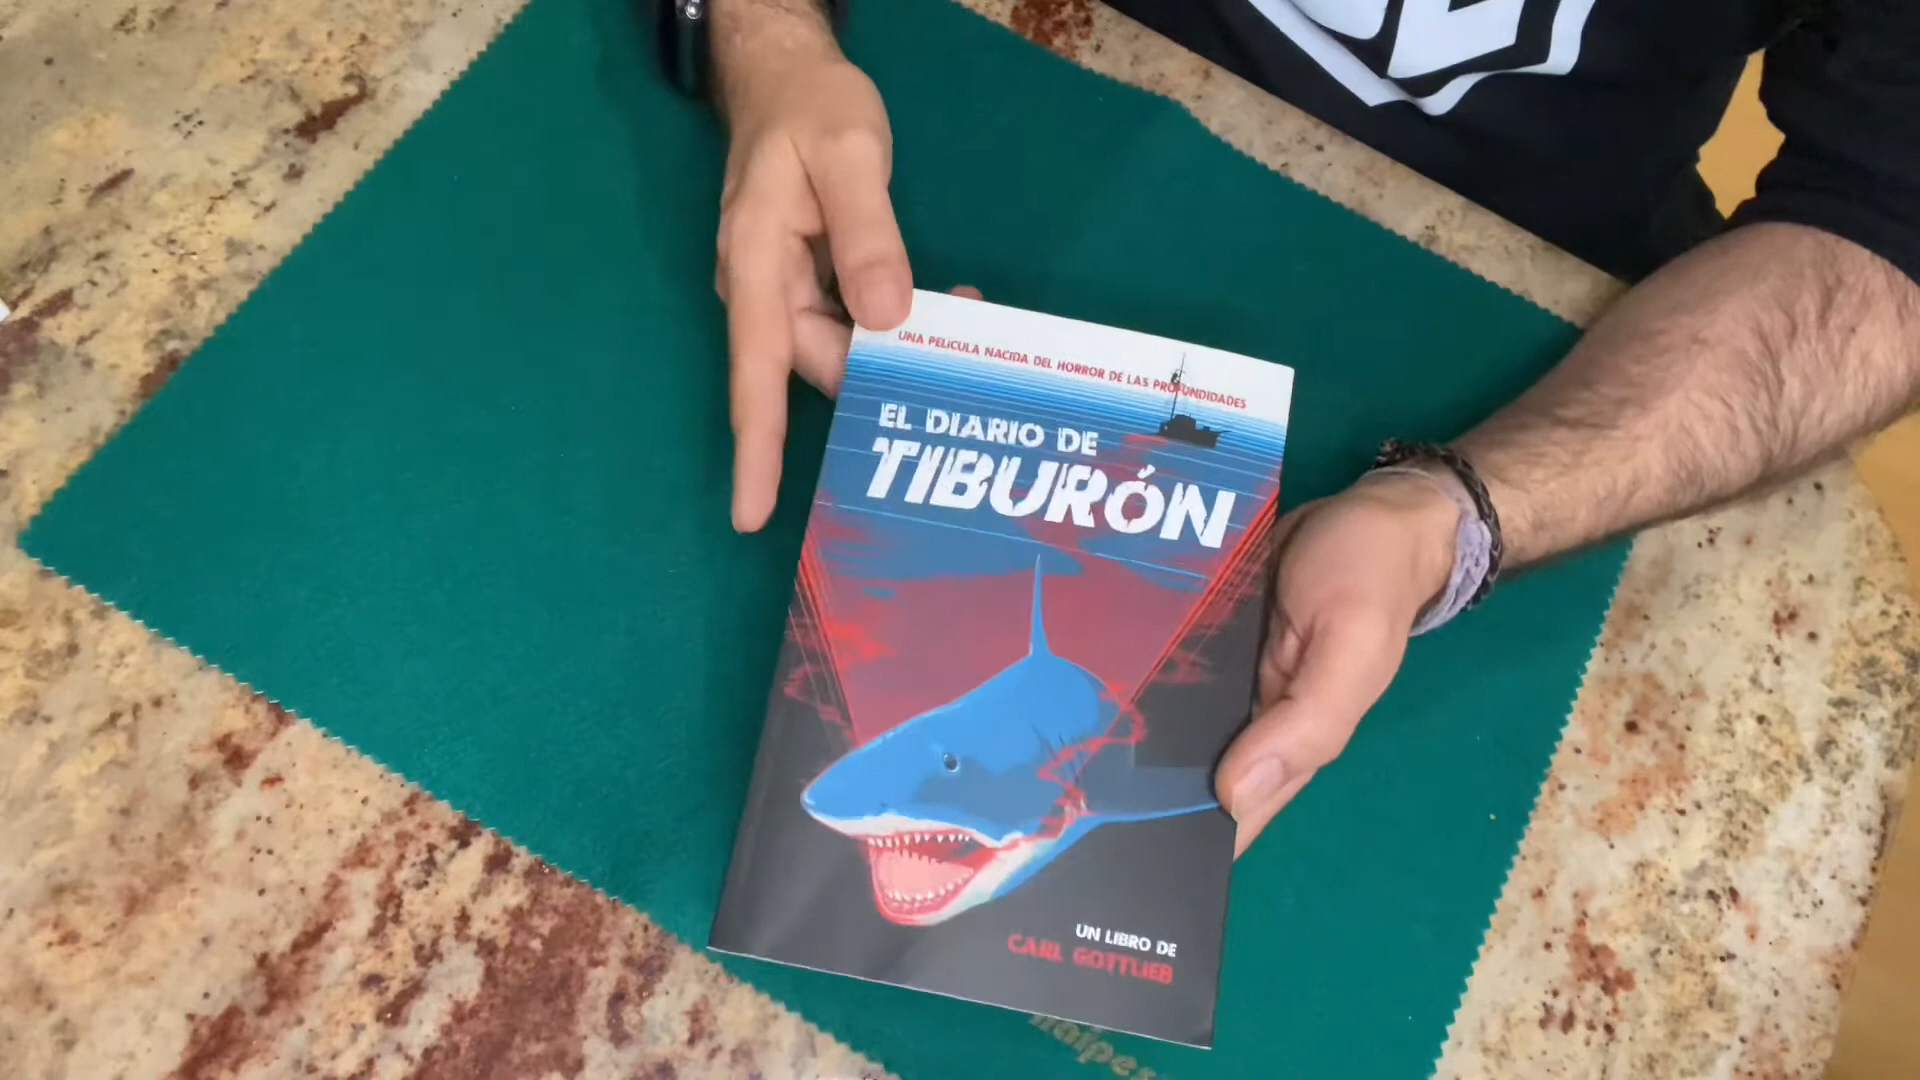 UNA PELÍCULA NACIDA DEL HORROR DE LAS PROFUNDIDADES
EL DIARIO DE
TIBURÓN
UN LIBRO DE
CARL GOTTLIEB